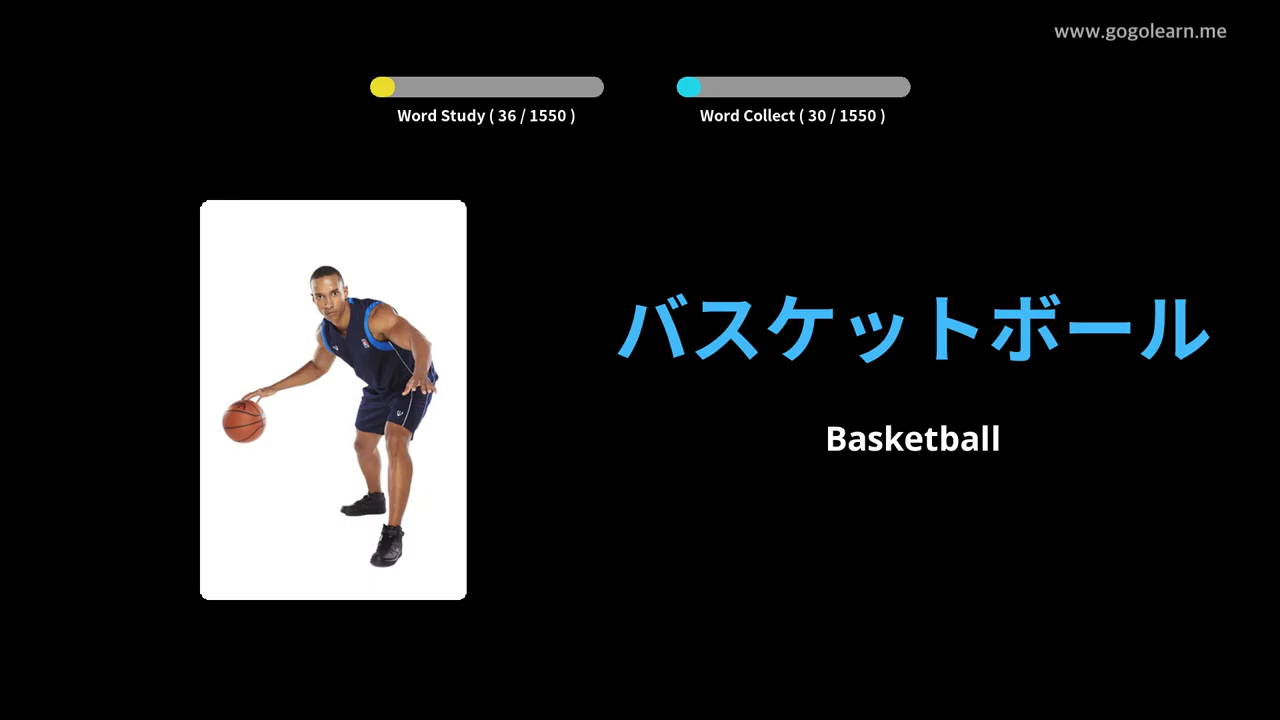 www.gogolearn.me
Word Study ( 36 / 1550 )
Word Collect ( 30 / 1550 )
バスケットボール
Basketball